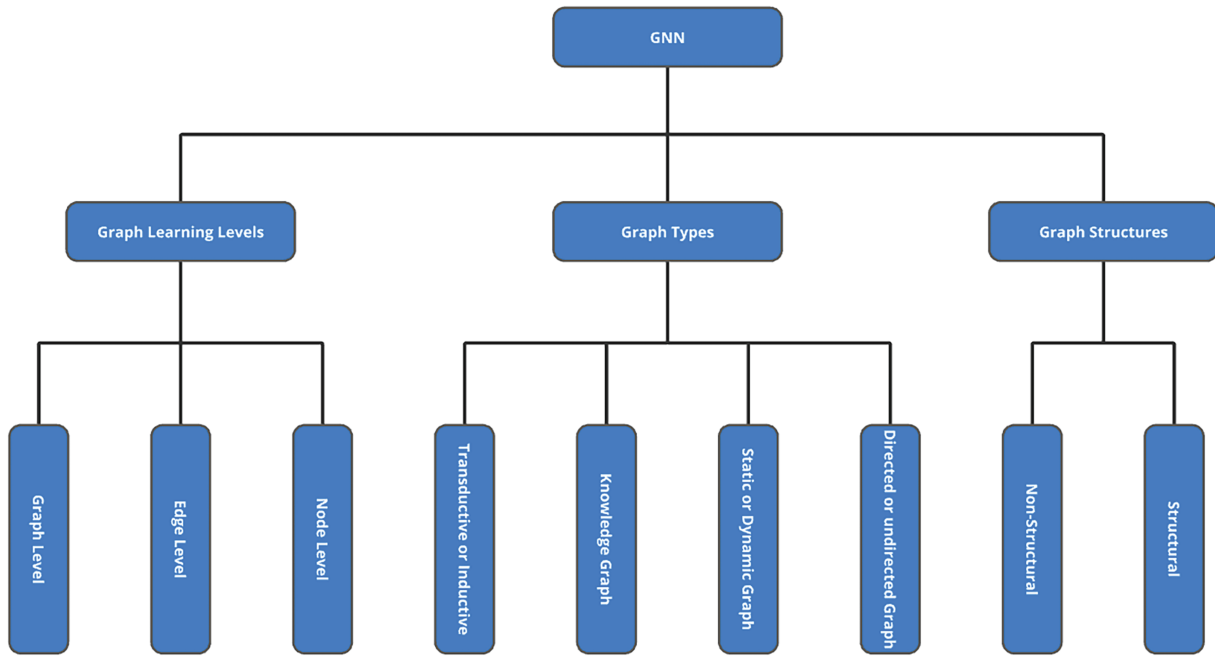 GNN
Graph Learning Levels
Graph Types
Graph Structures
Graph Level
Edge Level
Node Level
Transductive or Inductive
Knowledge Graph
Static or Dynamic Graph
Directed or undirected Graph
Non-Structural
Structural